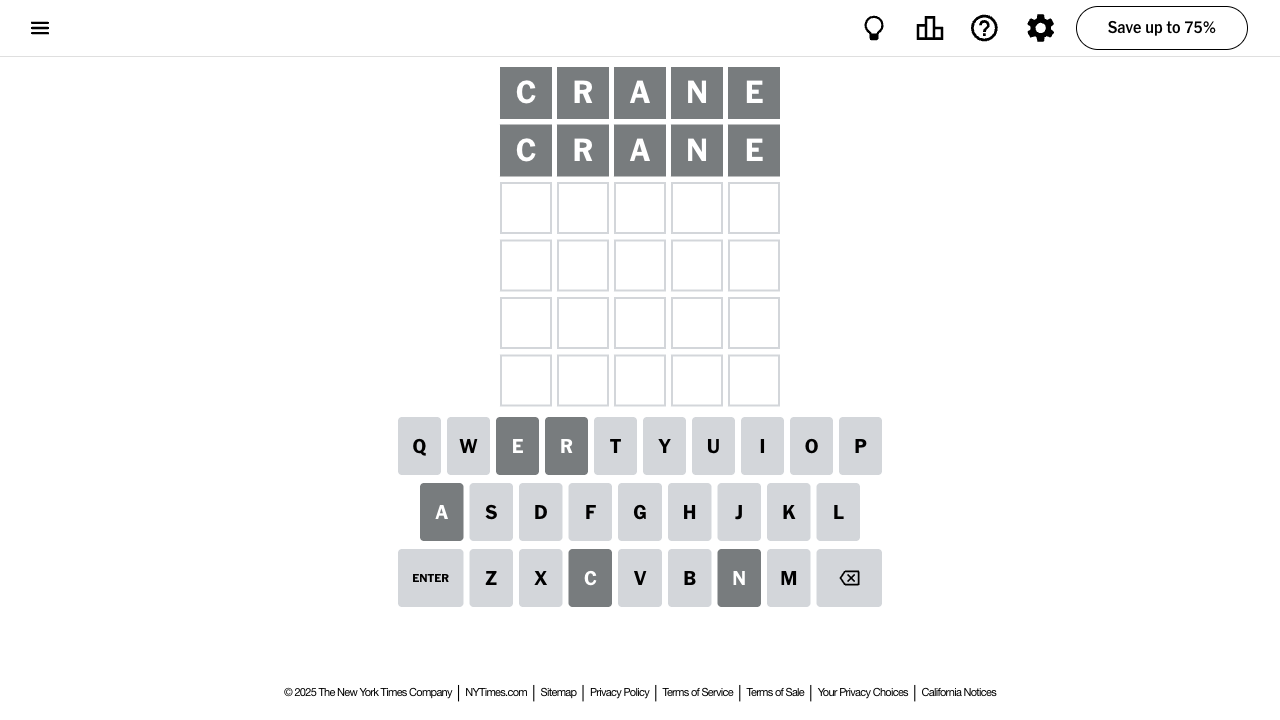 Save up to 75%
C R A N E
C R A N E
Q W E R T Y U I O P
A S D F G H J K L
ENTER Z X C V B N M
© 2025 The New York Times Company | NYTimes.com | Sitemap | Privacy Policy | Terms of Service | Terms of Sale | Your Privacy Choices | California Notices